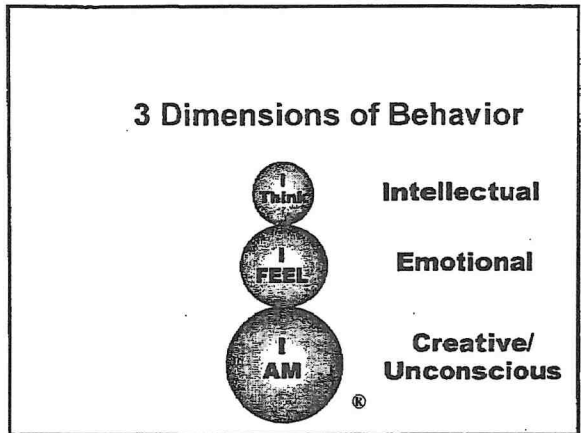 3 Dimensions of Behavior
I
Think
Intellectual
I
FEEL
Emotional
I
AM
Creative/
Unconscious
®